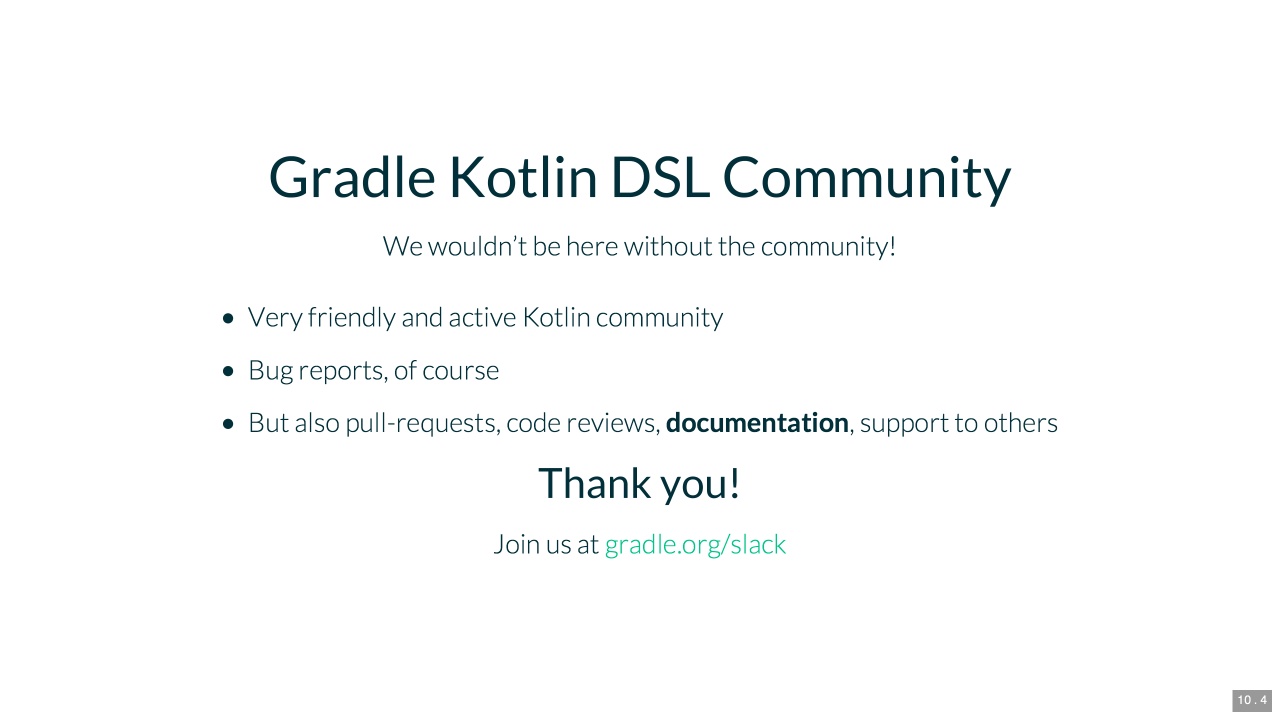 Gradle Kotlin DSL Community
We wouldn’t be here without the community!
• Very friendly and active Kotlin community
• Bug reports, of course
• But also pull-requests, code reviews, documentation, support to others
Thank you!
Join us at gradle.org/slack
10 . 4